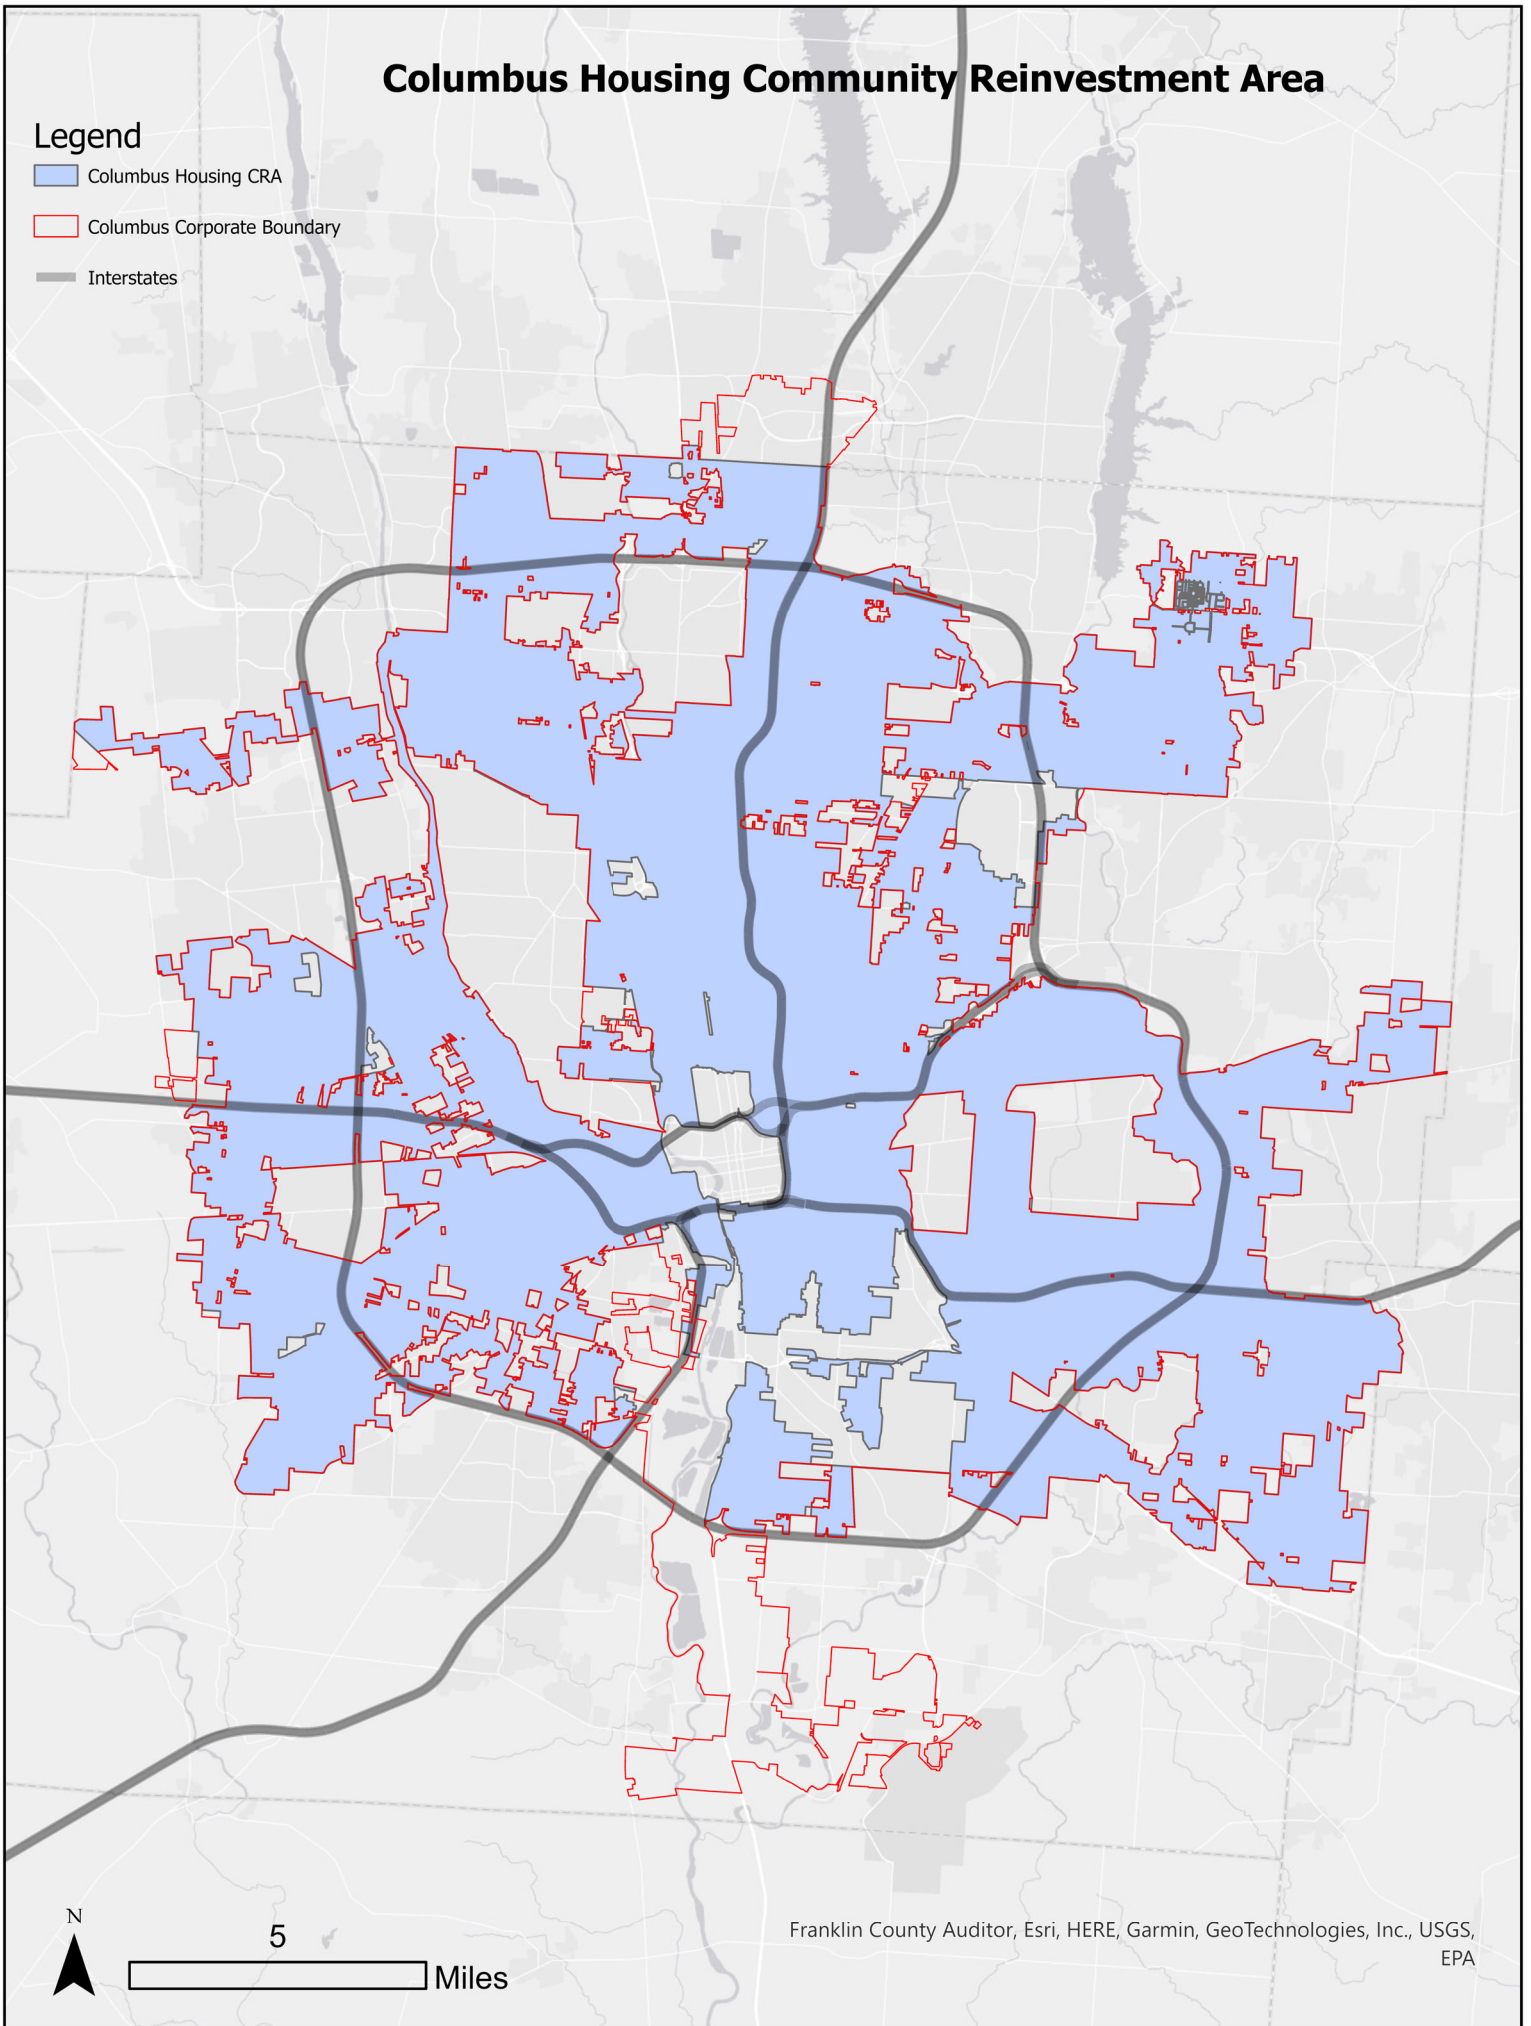 Columbus Housing Community Reinvestment Area
Legend
Columbus Housing CRA
Columbus Corporate Boundary
Interstates
N
5
Miles
Franklin County Auditor, Esri, HERE, Garmin, GeoTechnologies, Inc., USGS,
EPA